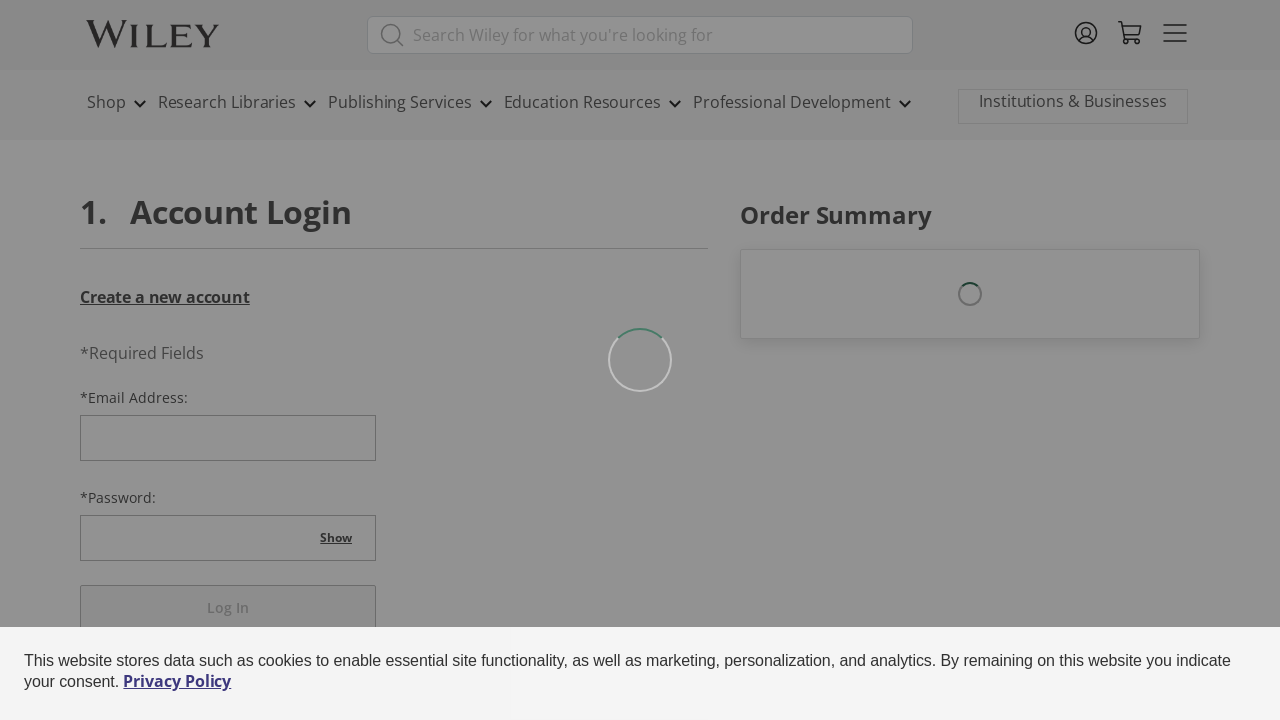 WILEY
Search Wiley for what you're looking for
Shop
Research Libraries
Publishing Services
Education Resources
Professional Development
Institutions & Businesses
1. Account Login
Order Summary
Create a new account
*Required Fields
*Email Address:
*Password:
Show
Log In
This website stores data such as cookies to enable essential site functionality, as well as marketing, personalization, and analytics. By remaining on this website you indicate
your consent. Privacy Policy